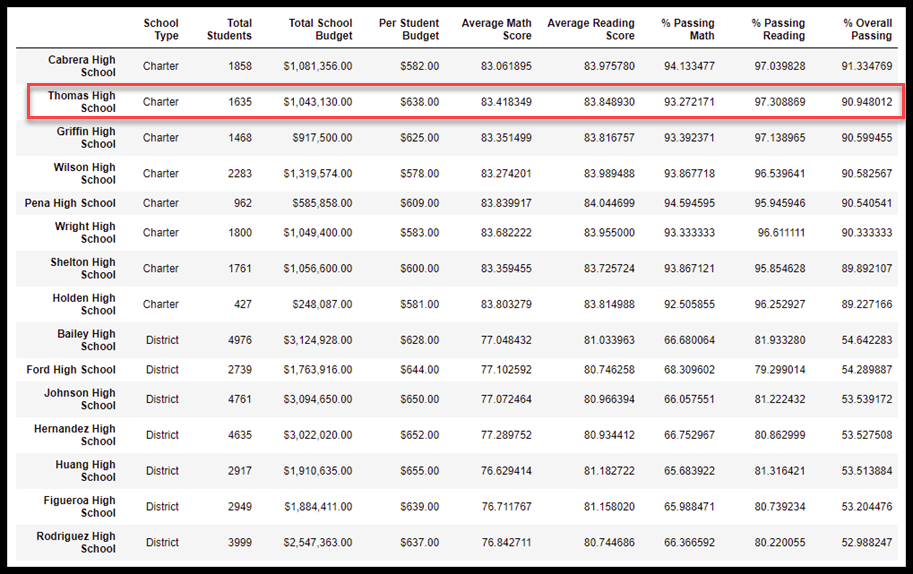 School Type Total Students Total School Budget Per Student Budget Average Math Score Average Reading Score % Passing Math % Passing Reading % Overall Passing
Cabrera High School Charter 1858 $1,081,356.00 $582.00 83.061895 83.975780 94.133477 97.039828 91.334769
Thomas High School Charter 1635 $1,043,130.00 $638.00 83.418349 83.848930 93.272171 97.308869 90.948012
Griffin High School Charter 1468 $917,500.00 $625.00 83.351499 83.816757 93.392371 97.138965 90.599455
Wilson High School Charter 2283 $1,319,574.00 $578.00 83.274201 83.989488 93.867718 96.539641 90.582567
Pena High School Charter 962 $585,858.00 $609.00 83.839917 84.044699 94.594595 95.945946 90.540541
Wright High School Charter 1800 $1,049,400.00 $583.00 83.682222 83.955000 93.333333 96.611111 90.333333
Shelton High School Charter 1761 $1,056,600.00 $600.00 83.359455 83.725724 93.867121 95.854628 89.892107
Holden High School Charter 427 $248,087.00 $581.00 83.803279 83.814988 92.505855 96.252927 89.227166
Bailey High School District 4976 $3,124,928.00 $628.00 77.048432 81.033963 66.680064 81.933280 54.642283
Ford High School District 2739 $1,763,916.00 $644.00 77.102592 80.746258 68.309602 79.299014 54.289887
Johnson High School District 4761 $3,094,650.00 $650.00 77.072464 80.966394 66.057551 81.222432 53.539172
Hernandez High School District 4635 $3,022,020.00 $652.00 77.289752 80.934412 66.752967 80.862999 53.527508
Huang High School District 2917 $1,910,635.00 $655.00 76.629414 81.182722 65.683922 81.316421 53.513884
Figueroa High School District 2949 $1,884,411.00 $639.00 76.711767 81.158020 65.988471 80.739234 53.204476
Rodriguez High School District 3999 $2,547,363.00 $637.00 76.842711 80.744686 66.366592 80.220055 52.988247